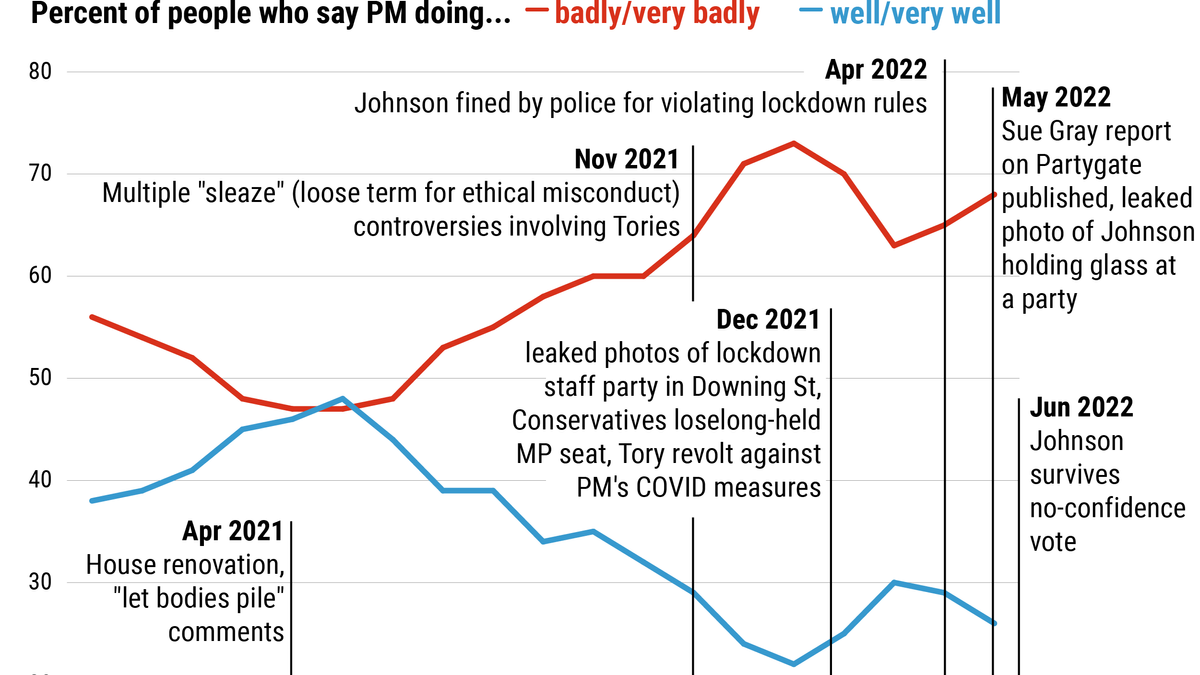 Percent of people who say PM doing... badly/very badly well/very well
80
70
60
50
40
30
Apr 2022
Johnson fined by police for violating lockdown rules
May 2022
Sue Gray report
on Partygate
published, leaked
photo of Johnson
holding glass at
a party
Nov 2021
Multiple "sleaze" (loose term for ethical misconduct)
controversies involving Tories
Dec 2021
leaked photos of lockdown
staff party in Downing St,
Conservatives loselong-held
MP seat, Tory revolt against
PM's COVID measures
Jun 2022
Johnson
survives
no-confidence
vote
Apr 2021
House renovation,
"let bodies pile"
comments